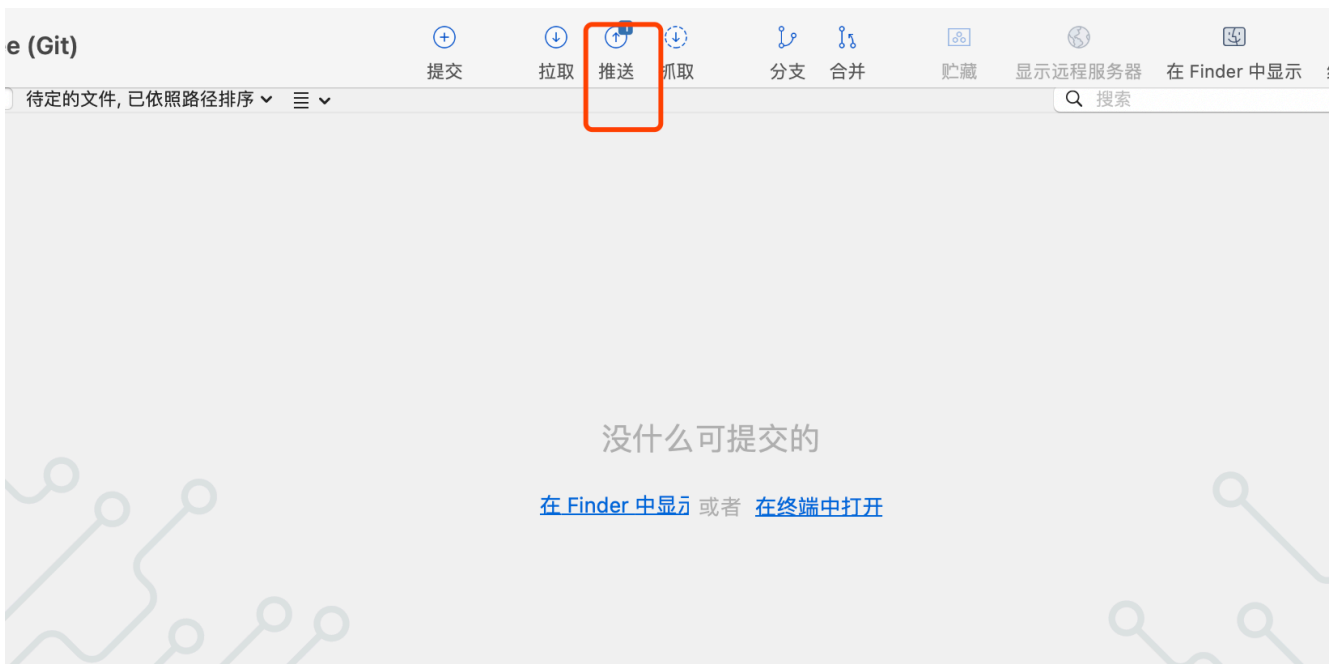 e (Git)
提交
拉取
推送
抓取
分支
合并
贮藏
显示远程服务器
在 Finder 中显示
待定的文件, 已依照路径排序
搜索
没什么可提交的
在 Finder 中显示 或者 在终端中打开